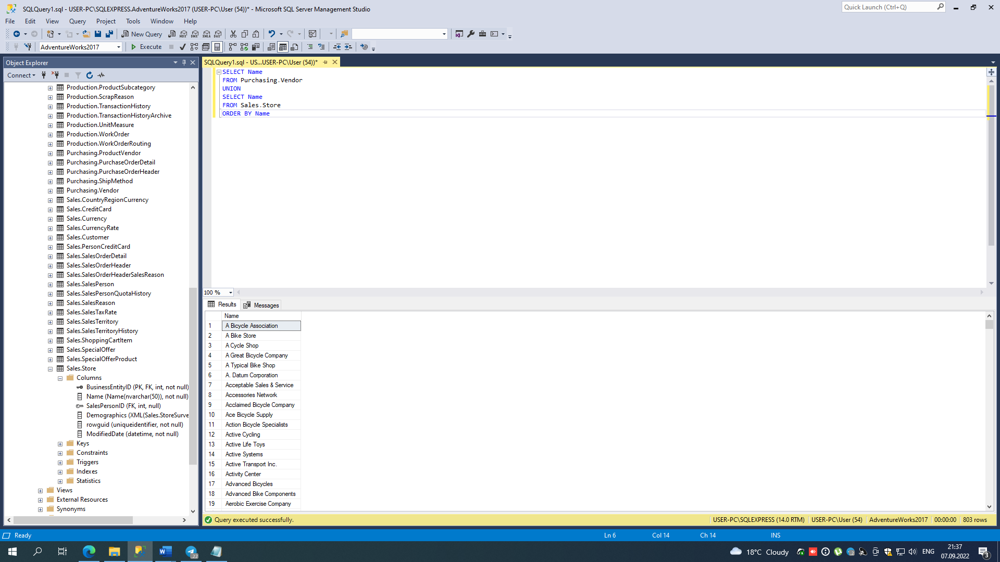 SQLQuery1.sql - USER-PC\SQLEXPRESS.AdventureWorks2017 (USER-PC\User (54))* - Microsoft SQL Server Management Studio
Quick Launch (Ctrl+Q)
File Edit View Query Project Tools Window Help
New Query
MDX DMX XMLA DAX
AdventureWorks2017
Execute
Object Explorer
Connect
Production.ProductSubcategory
Production.ScrapReason
Production.TransactionHistory
Production.TransactionHistoryArchive
Production.UnitMeasure
Production.WorkOrder
Production.WorkOrderRouting
Purchasing.ProductVendor
Purchasing.PurchaseOrderDetail
Purchasing.PurchaseOrderHeader
Purchasing.ShipMethod
Purchasing.Vendor
Sales.CountryRegionCurrency
Sales.CreditCard
Sales.Currency
Sales.CurrencyRate
Sales.Customer
Sales.PersonCreditCard
Sales.SalesOrderDetail
Sales.SalesOrderHeader
Sales.SalesOrderHeaderSalesReason
Sales.SalesPerson
Sales.SalesPersonQuotaHistory
Sales.SalesReason
Sales.SalesTaxRate
Sales.SalesTerritory
Sales.SalesTerritoryHistory
Sales.ShoppingCartItem
Sales.SpecialOffer
Sales.SpecialOfferProduct
Sales.Store
Columns
BusinessEntityID (PK, FK, int, not null)
Name (Name(nvarchar(50)), not null)
SalesPersonID (FK, int, null)
Demographics (XML(Sales.StoreSurve
rowguid (uniqueidentifier, not null)
ModifiedDate (datetime, not null)
Keys
Constraints
Triggers
Indexes
Statistics
Views
External Resources
Synonyms
SQLQuery1.sql - US...USER-PC\User (54))*
SELECT Name
FROM Purchasing.Vendor
UNION
SELECT Name
FROM Sales.Store
ORDER BY Name
100 %
Results Messages
Name
1 A Bicycle Association
2 A Bike Store
3 A Cycle Shop
4 A Great Bicycle Company
5 A Typical Bike Shop
6 A. Datum Corporation
7 Acceptable Sales & Service
8 Accessories Network
9 Acclaimed Bicycle Company
10 Ace Bicycle Supply
11 Action Bicycle Specialists
12 Active Cycling
13 Active Life Toys
14 Active Systems
15 Active Transport Inc.
16 Activity Center
17 Advanced Bicycles
18 Advanced Bike Components
19 Aerobic Exercise Company
Query executed successfully.
USER-PC\SQLEXPRESS (14.0 RTM) USER-PC\User (54) AdventureWorks2017 00:00:00 803 rows
Ready
Ln 6 Col 14 Ch 14 INS
.22
18°C Cloudy
ENG
21:37
07.09.2022
3